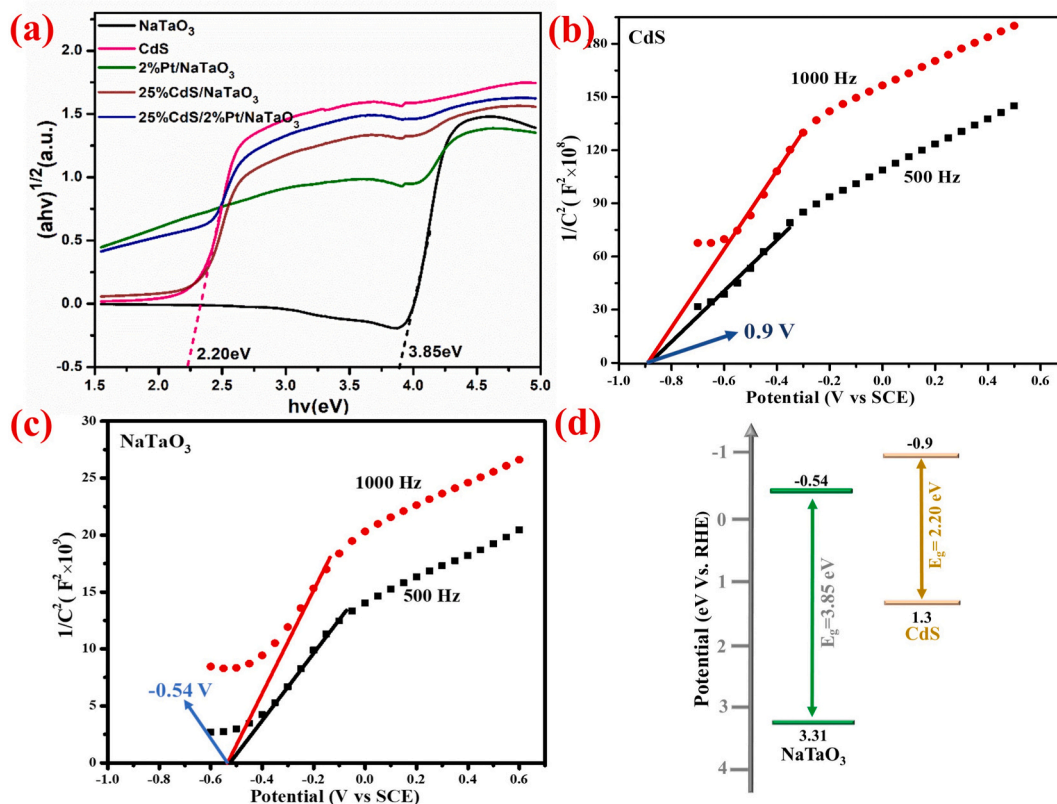 (a)
NaTaO3
CdS
2%Pt/NaTaO3
25%CdS/NaTaO3
25%CdS/2%Pt/NaTaO3
(ahv)^1/2(a.u.)
2.0
1.5
1.0
0.5
0.0
-0.5
2.20eV
3.85eV
1.5 2.0 2.5 3.0 3.5 4.0 4.5 5.0
hv(eV)
(b)
CdS
1/C^2( F^2×10^8)
180
150
120
90
60
30
0
1000 Hz
500 Hz
0.9 V
-1.0 -0.8 -0.6 -0.4 -0.2 0.0 0.2 0.4 0.6
Potential (V vs SCE)
(c)
NaTaO3
1/C^2( F^2×10^9)
30
25
20
15
10
5
0
1000 Hz
500 Hz
-0.54 V
-1.0 -0.8 -0.6 -0.4 -0.2 0.0 0.2 0.4 0.6
Potential (V vs SCE)
(d)
Potential (eV Vs. RHE)
-1
0
1
2
3
4
-0.54
Eg=3.85 eV
3.31
NaTaO3
-0.9
Eg= 2.20 eV
1.3
CdS